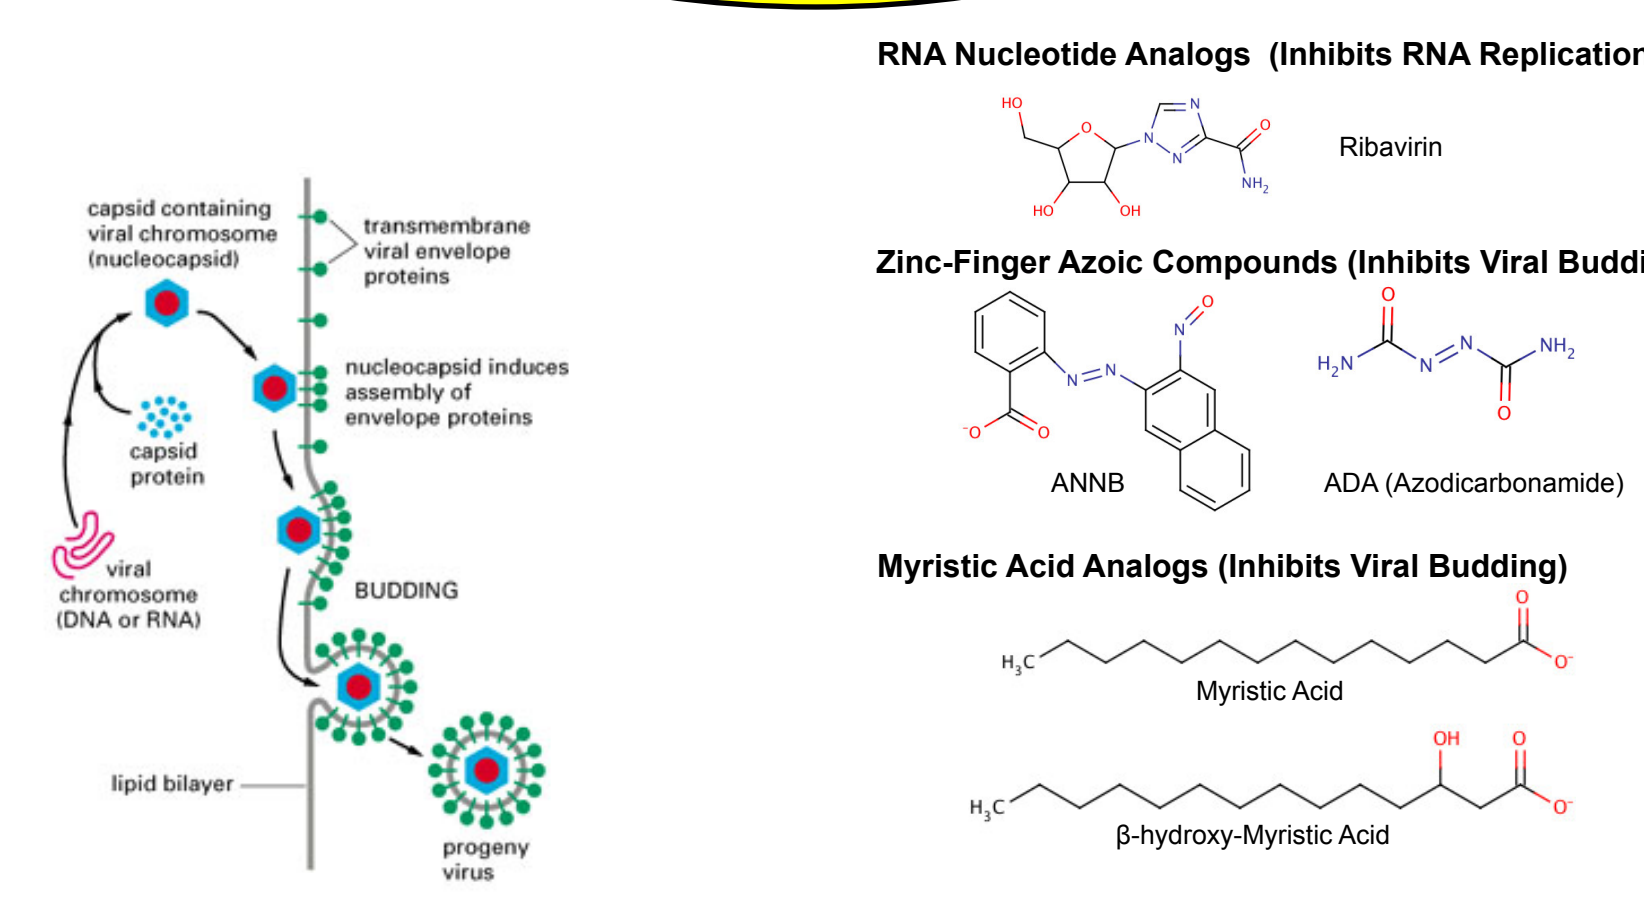 capsid containing
viral chromosome
(nucleocapsid)
transmembrane
viral envelope
proteins
nucleocapsid induces
assembly of
envelope proteins
capsid
protein
viral
chromosome
(DNA or RNA)
BUDDING
lipid bilayer
progeny
virus
RNA Nucleotide Analogs (Inhibits RNA Replication
HO
O
N
N
N
O
NH2
HO
OH
Ribavirin
Zinc-Finger Azoic Compounds (Inhibits Viral Buddi
O
N
N
N
-O
O
ANNB
O
H2N
N
N
NH2
O
ADA (Azodicarbonamide)
Myristic Acid Analogs (Inhibits Viral Budding)
O
H3C
O-
Myristic Acid
OH
O
H3C
O-
β-hydroxy-Myristic Acid